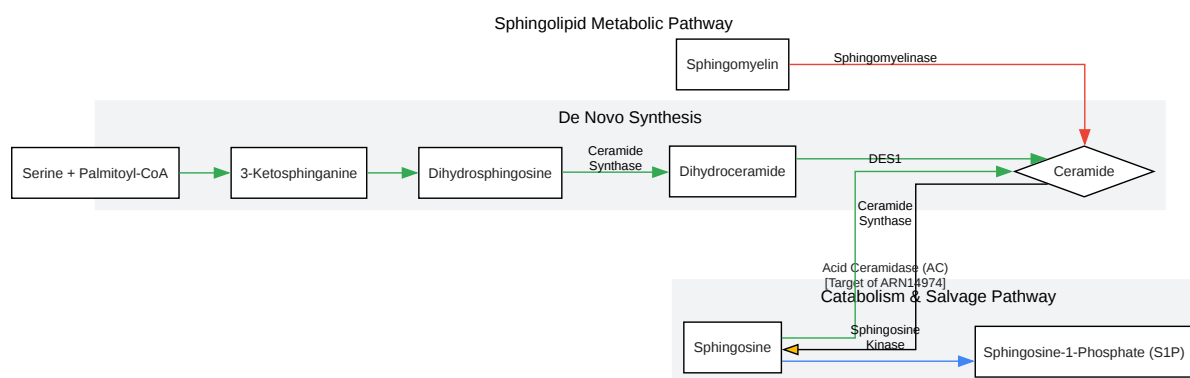 Sphingolipid Metabolic Pathway
Sphingomyelin
Sphingomyelinase
De Novo Synthesis
Serine + Palmitoyl-CoA
3-Ketosphinganine
Dihydrosphingosine
Ceramide
Synthase
Dihydroceramide
DES1
Ceramide
Ceramide
Synthase
Acid Ceramidase (AC)
[Target of ARN14974]
Catabolism & Salvage Pathway
Sphingosine
Sphingosine
Kinase
Sphingosine-1-Phosphate (S1P)